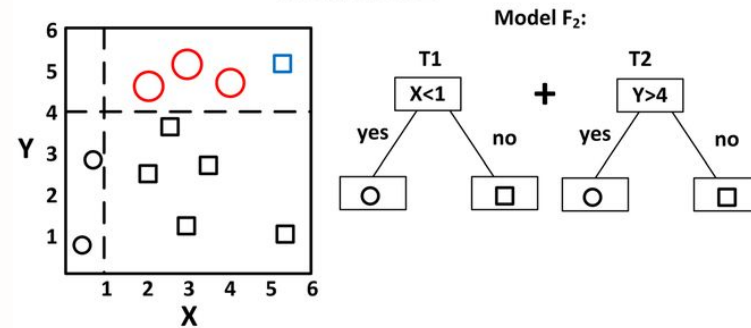 Model F₂:
T1
T2
X<1
+
Y>4
yes
no
yes
no
6
5
4
3
2
1
Y
1 2 3 4 5 6
X